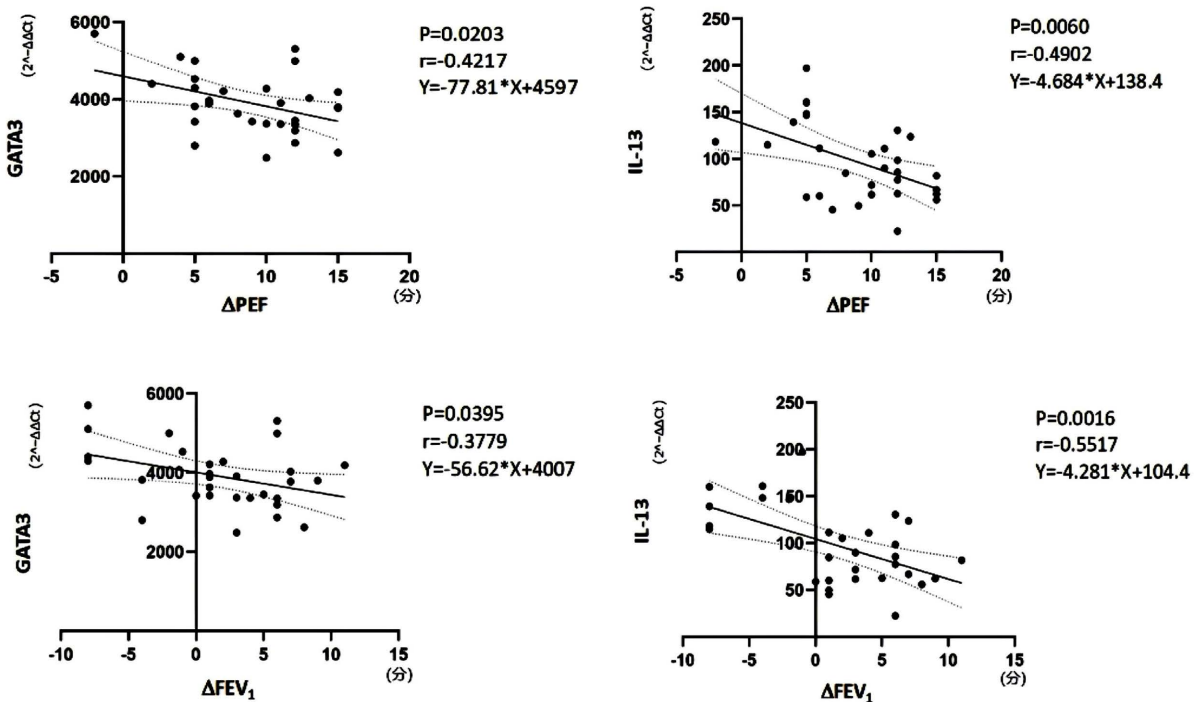 (2^-ΔΔCt)
GATA3
6000
4000
2000
-5 0 5 10 15 20
ΔPEF
(分)
P=0.0203
r=-0.4217
Y=-77.81*X+4597
(2^-ΔΔCt)
IL-13
250
200
150
100
50
-5 0 5 10 15 20
ΔPEF
(分)
P=0.0060
r=-0.4902
Y=-4.684*X+138.4
(2^-ΔΔCt)
GATA3
6000
4000
2000
-10 -5 0 5 10 15
ΔFEV₁
(分)
P=0.0395
r=-0.3779
Y=-56.62*X+4007
(2^-ΔΔCt)
IL-13
250
200
150
100
50
-10 -5 0 5 10 15
ΔFEV₁
(分)
P=0.0016
r=-0.5517
Y=-4.281*X+104.4